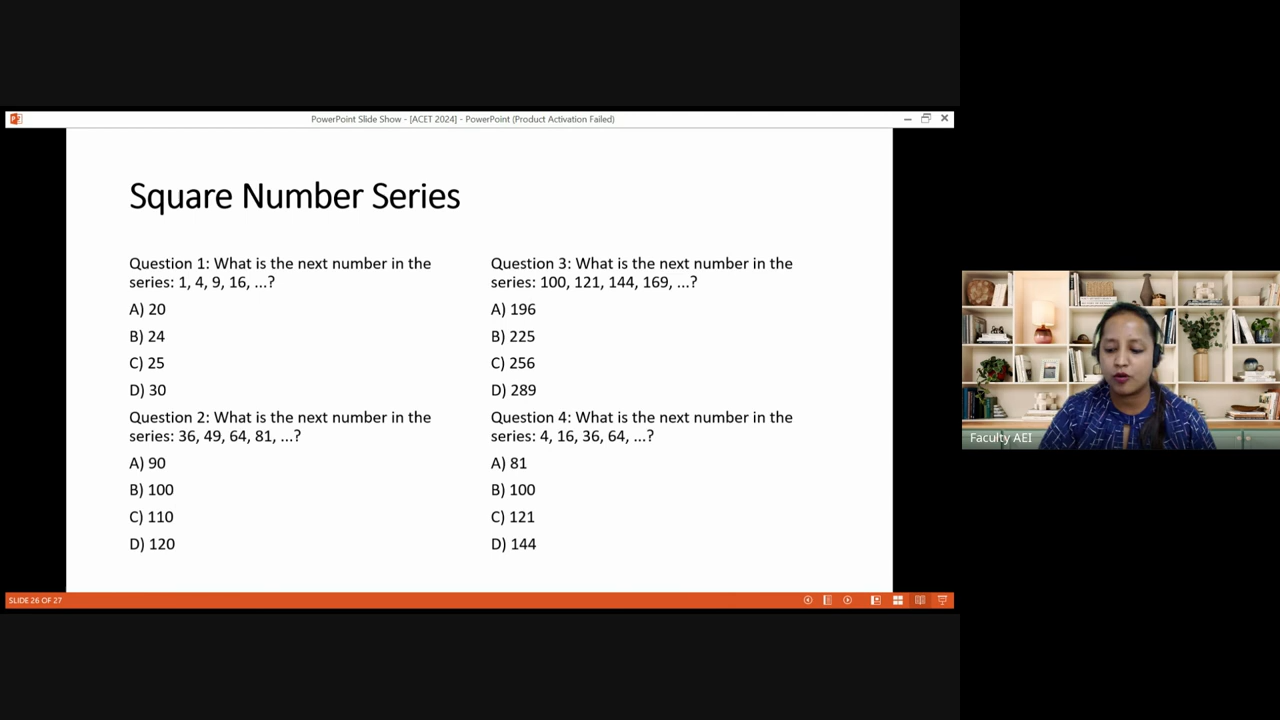 PowerPoint Slide Show - [ACET 2024] - PowerPoint (Product Activation Failed)
Square Number Series
Question 1: What is the next number in the
series: 1, 4, 9, 16, ...?
A) 20
B) 24
C) 25
D) 30
Question 2: What is the next number in the
series: 36, 49, 64, 81, ...?
A) 90
B) 100
C) 110
D) 120
Question 3: What is the next number in the
series: 100, 121, 144, 169, ...?
A) 196
B) 225
C) 256
D) 289
Question 4: What is the next number in the
series: 4, 16, 36, 64, ...?
A) 81
B) 100
C) 121
D) 144
SLIDE 26 OF 27
Faculty AEI